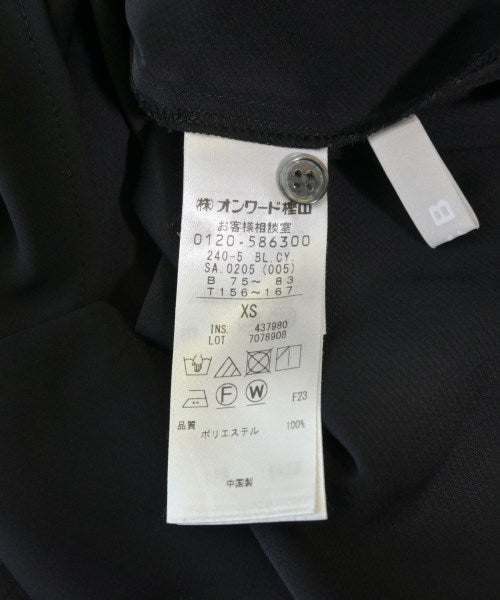 (株)オンワード樫山
お客様相談室
0120-586300
240-5 BL.CY.
SA.0205 (005)
B 75～ 83
T156～167
XS
INS 437980
LOT 7078908
F W F23
品質
ポリエステル 100%
中国製
B